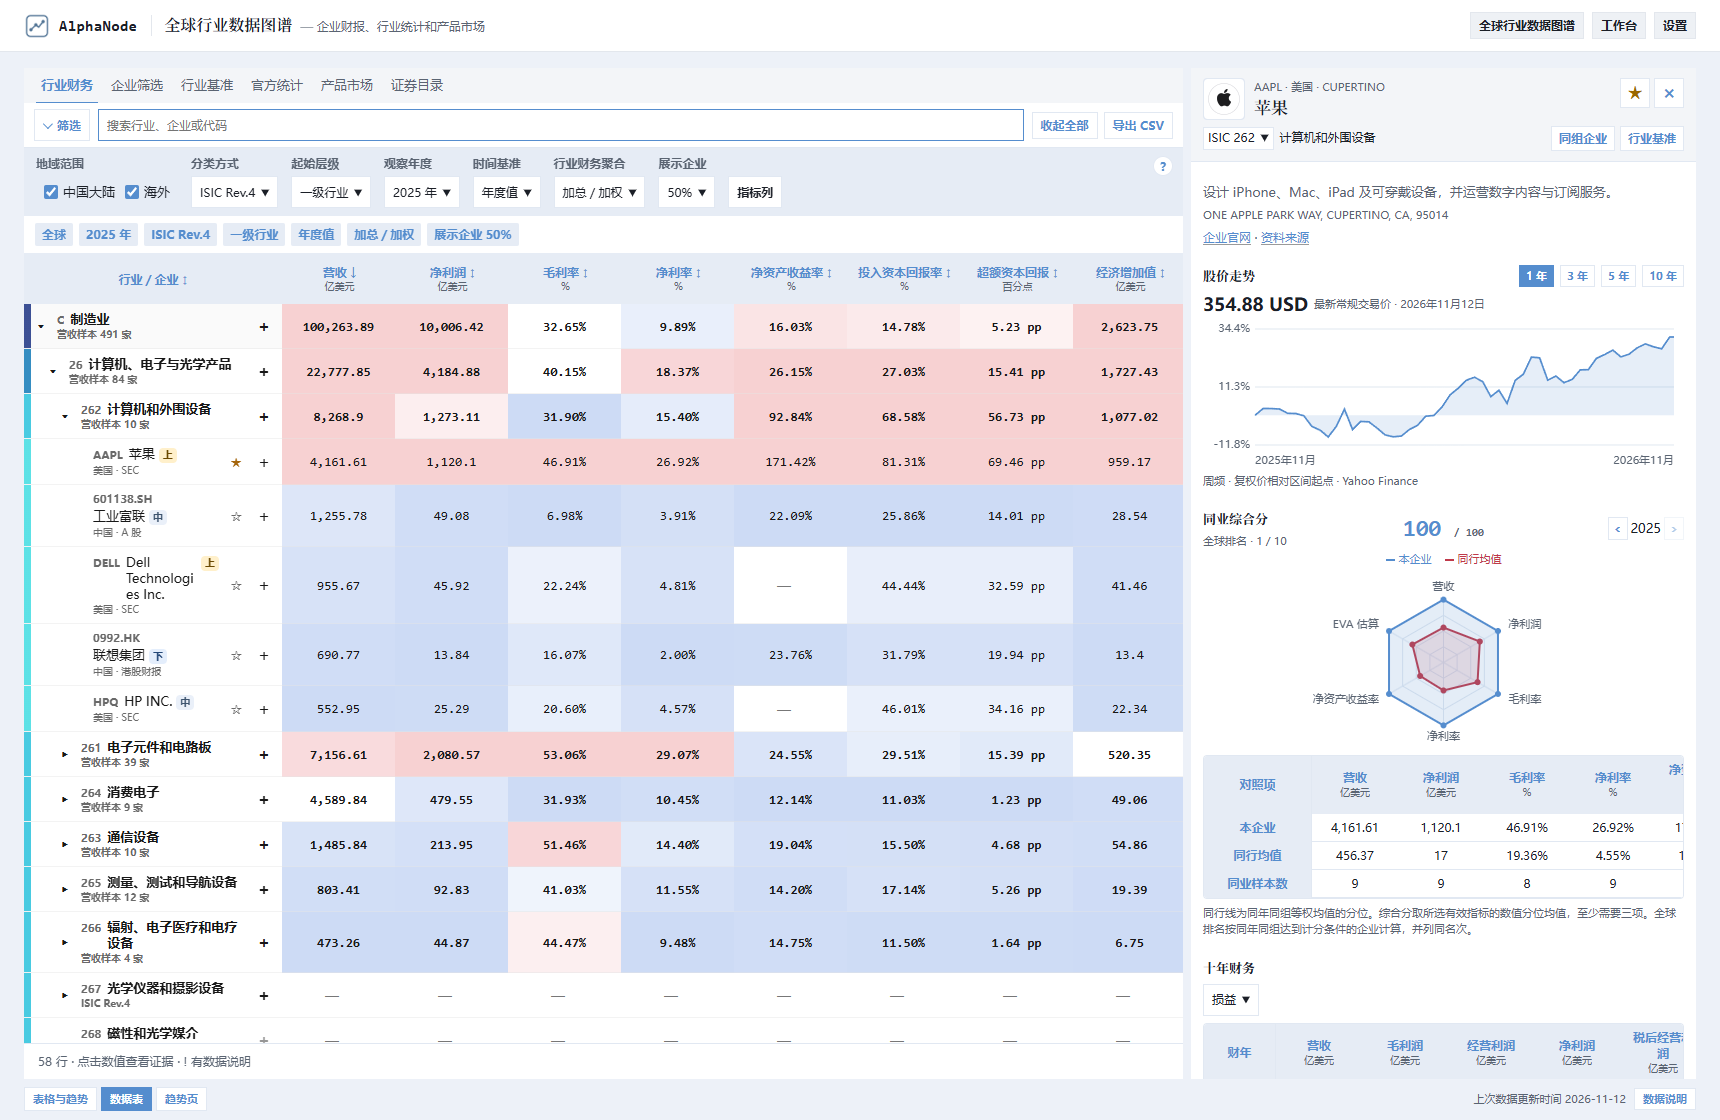 AlphaNode 全球行业数据图谱 — 企业财报、行业统计和产品市场
全球行业数据图谱 工作台 设置
行业财务 企业筛选 行业基准 官方统计 产品市场 证券目录
筛选 搜索行业、企业或代码 收起全部 导出 CSV
地域范围 分类方式 起始层级 观察年度 时间基准 行业财务聚合 展示企业 ?
中国大陆 海外 ISIC Rev.4 ▼ 一级行业 ▼ 2025 年 ▼ 年度值 ▼ 加总 / 加权 ▼ 50% ▼ 指标列
全球 2025 年 ISIC Rev.4 一级行业 年度值 加总 / 加权 展示企业 50%
行业 / 企业 ↕ 营收 ↓ 净利润 ↕ 毛利率 ↕ 净利率 ↕ 净资产收益率 ↕ 投入资本回报率 ↕ 超额资本回报 ↕ 经济增加值 ↕
亿美元 亿美元 % % % % 百分点 亿美元
C 制造业 + 100,263.89 10,006.42 32.65% 9.89% 16.03% 14.78% 5.23 pp 2,623.75
营收样本 491 家
26 计算机、电子与光学产品 + 22,777.85 4,184.88 40.15% 18.37% 26.15% 27.03% 15.41 pp 1,727.43
营收样本 84 家
262 计算机和外围设备 + 8,268.9 1,273.11 31.90% 15.40% 92.84% 68.58% 56.73 pp 1,077.02
营收样本 10 家
AAPL 苹果 上 ★ + 4,161.61 1,120.1 46.91% 26.92% 171.42% 81.31% 69.46 pp 959.17
美国 · SEC
601138.SH
工业富联 中 ☆ + 1,255.78 49.08 6.98% 3.91% 22.09% 25.86% 14.01 pp 28.54
中国 · A 股
DELL Dell 上
Technologi
es Inc. ☆ + 955.67 45.92 22.24% 4.81% — 44.44% 32.59 pp 41.46
美国 · SEC
0992.HK
联想集团 下 ☆ + 690.77 13.84 16.07% 2.00% 23.76% 31.79% 19.94 pp 13.4
中国 · 港股财报
HPQ HP INC. 中 ☆ + 552.95 25.29 20.60% 4.57% — 46.01% 34.16 pp 22.34
美国 · SEC
261 电子元件和电路板 + 7,156.61 2,080.57 53.06% 29.07% 24.55% 29.51% 15.39 pp 520.35
营收样本 39 家
264 消费电子 + 4,589.84 479.55 31.93% 10.45% 12.14% 11.03% 1.23 pp 49.06
营收样本 9 家
263 通信设备 + 1,485.84 213.95 51.46% 14.40% 19.04% 15.50% 4.68 pp 54.86
营收样本 10 家
265 测量、测试和导航设备 + 803.41 92.83 41.03% 11.55% 14.20% 17.14% 5.26 pp 19.39
营收样本 12 家
266 辐射、电子医疗和电疗
设备 + 473.26 44.87 44.47% 9.48% 14.75% 11.50% 1.64 pp 6.75
营收样本 4 家
267 光学仪器和摄影设备 + — — — — — — — —
ISIC Rev.4
268 磁性和光学媒介 + — — — — — — — —
58 行 · 点击数值查看证据 · ! 有数据说明
表格与趋势 数据表 趋势页
AAPL · 美国 · CUPERTINO ★ ×
苹果
ISIC 262 ▼ 计算机和外围设备 同组企业 行业基准
设计 iPhone、Mac、iPad 及可穿戴设备，并运营数字内容与订阅服务。
ONE APPLE PARK WAY, CUPERTINO, CA, 95014
企业官网 · 资料来源
股价走势 1 年 3 年 5 年 10 年
354.88 USD 最新常规交易价 · 2026年11月12日
34.4%
11.3%
-11.8%
2025年11月 2026年11月
周频 · 复权价相对区间起点 · Yahoo Finance
同业综合分 100 / 100 ‹ 2025 ›
全球排名 · 1 / 10
本企业 同行均值
营收
EVA 估算 净利润
净资产收益率 毛利率
净利率
对照项 营收 净利润 毛利率 净利率
亿美元 亿美元 % %
本企业 4,161.61 1,120.1 46.91% 26.92%
同行均值 456.37 17 19.36% 4.55%
同业样本数 9 9 8 9
同行线为同年同组等权均值的分位。综合分取所选有效指标的数值分位均值，至少需要三项。全球
排名按同年同组达到计分条件的企业计算，并列同名次。
十年财务
损益 ▼
财年 营收 毛利润 经营利润 净利润 税后经营利润
亿美元 亿美元 亿美元 亿美元 亿美元
上次数据更新时间 2026-11-12 数据说明